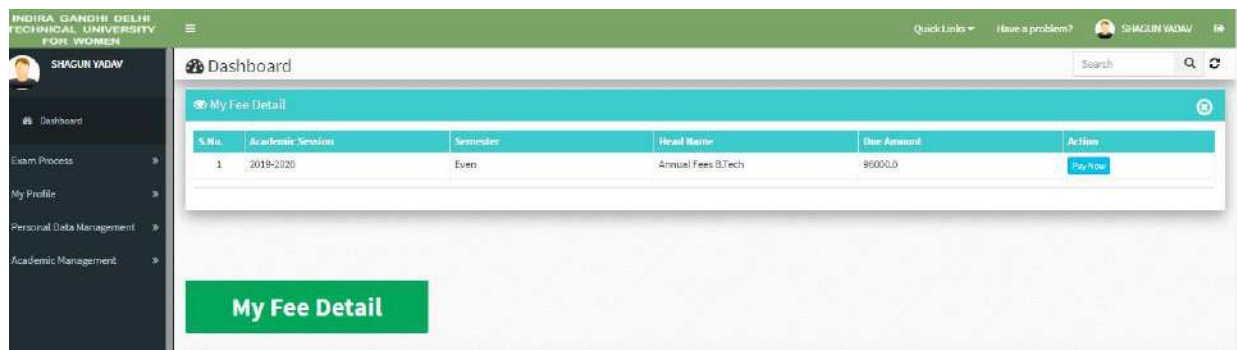 INDIRA GANDHI DELHI
TECHNICAL UNIVERSITY
FOR WOMEN
Quick Links
Have a problem?
SHAGUN YADAV
SHAGUN YADAV
Dashboard
Search
Dashboard
My Fee Detail
S.No. Academic Session Semester Head Name Due Amount Action
1 2019-2020 Even Annual Fees B.Tech 96000.0 Pay Now
Exam Process
My Profile
Personal Data Management
Academic Management
My Fee Detail